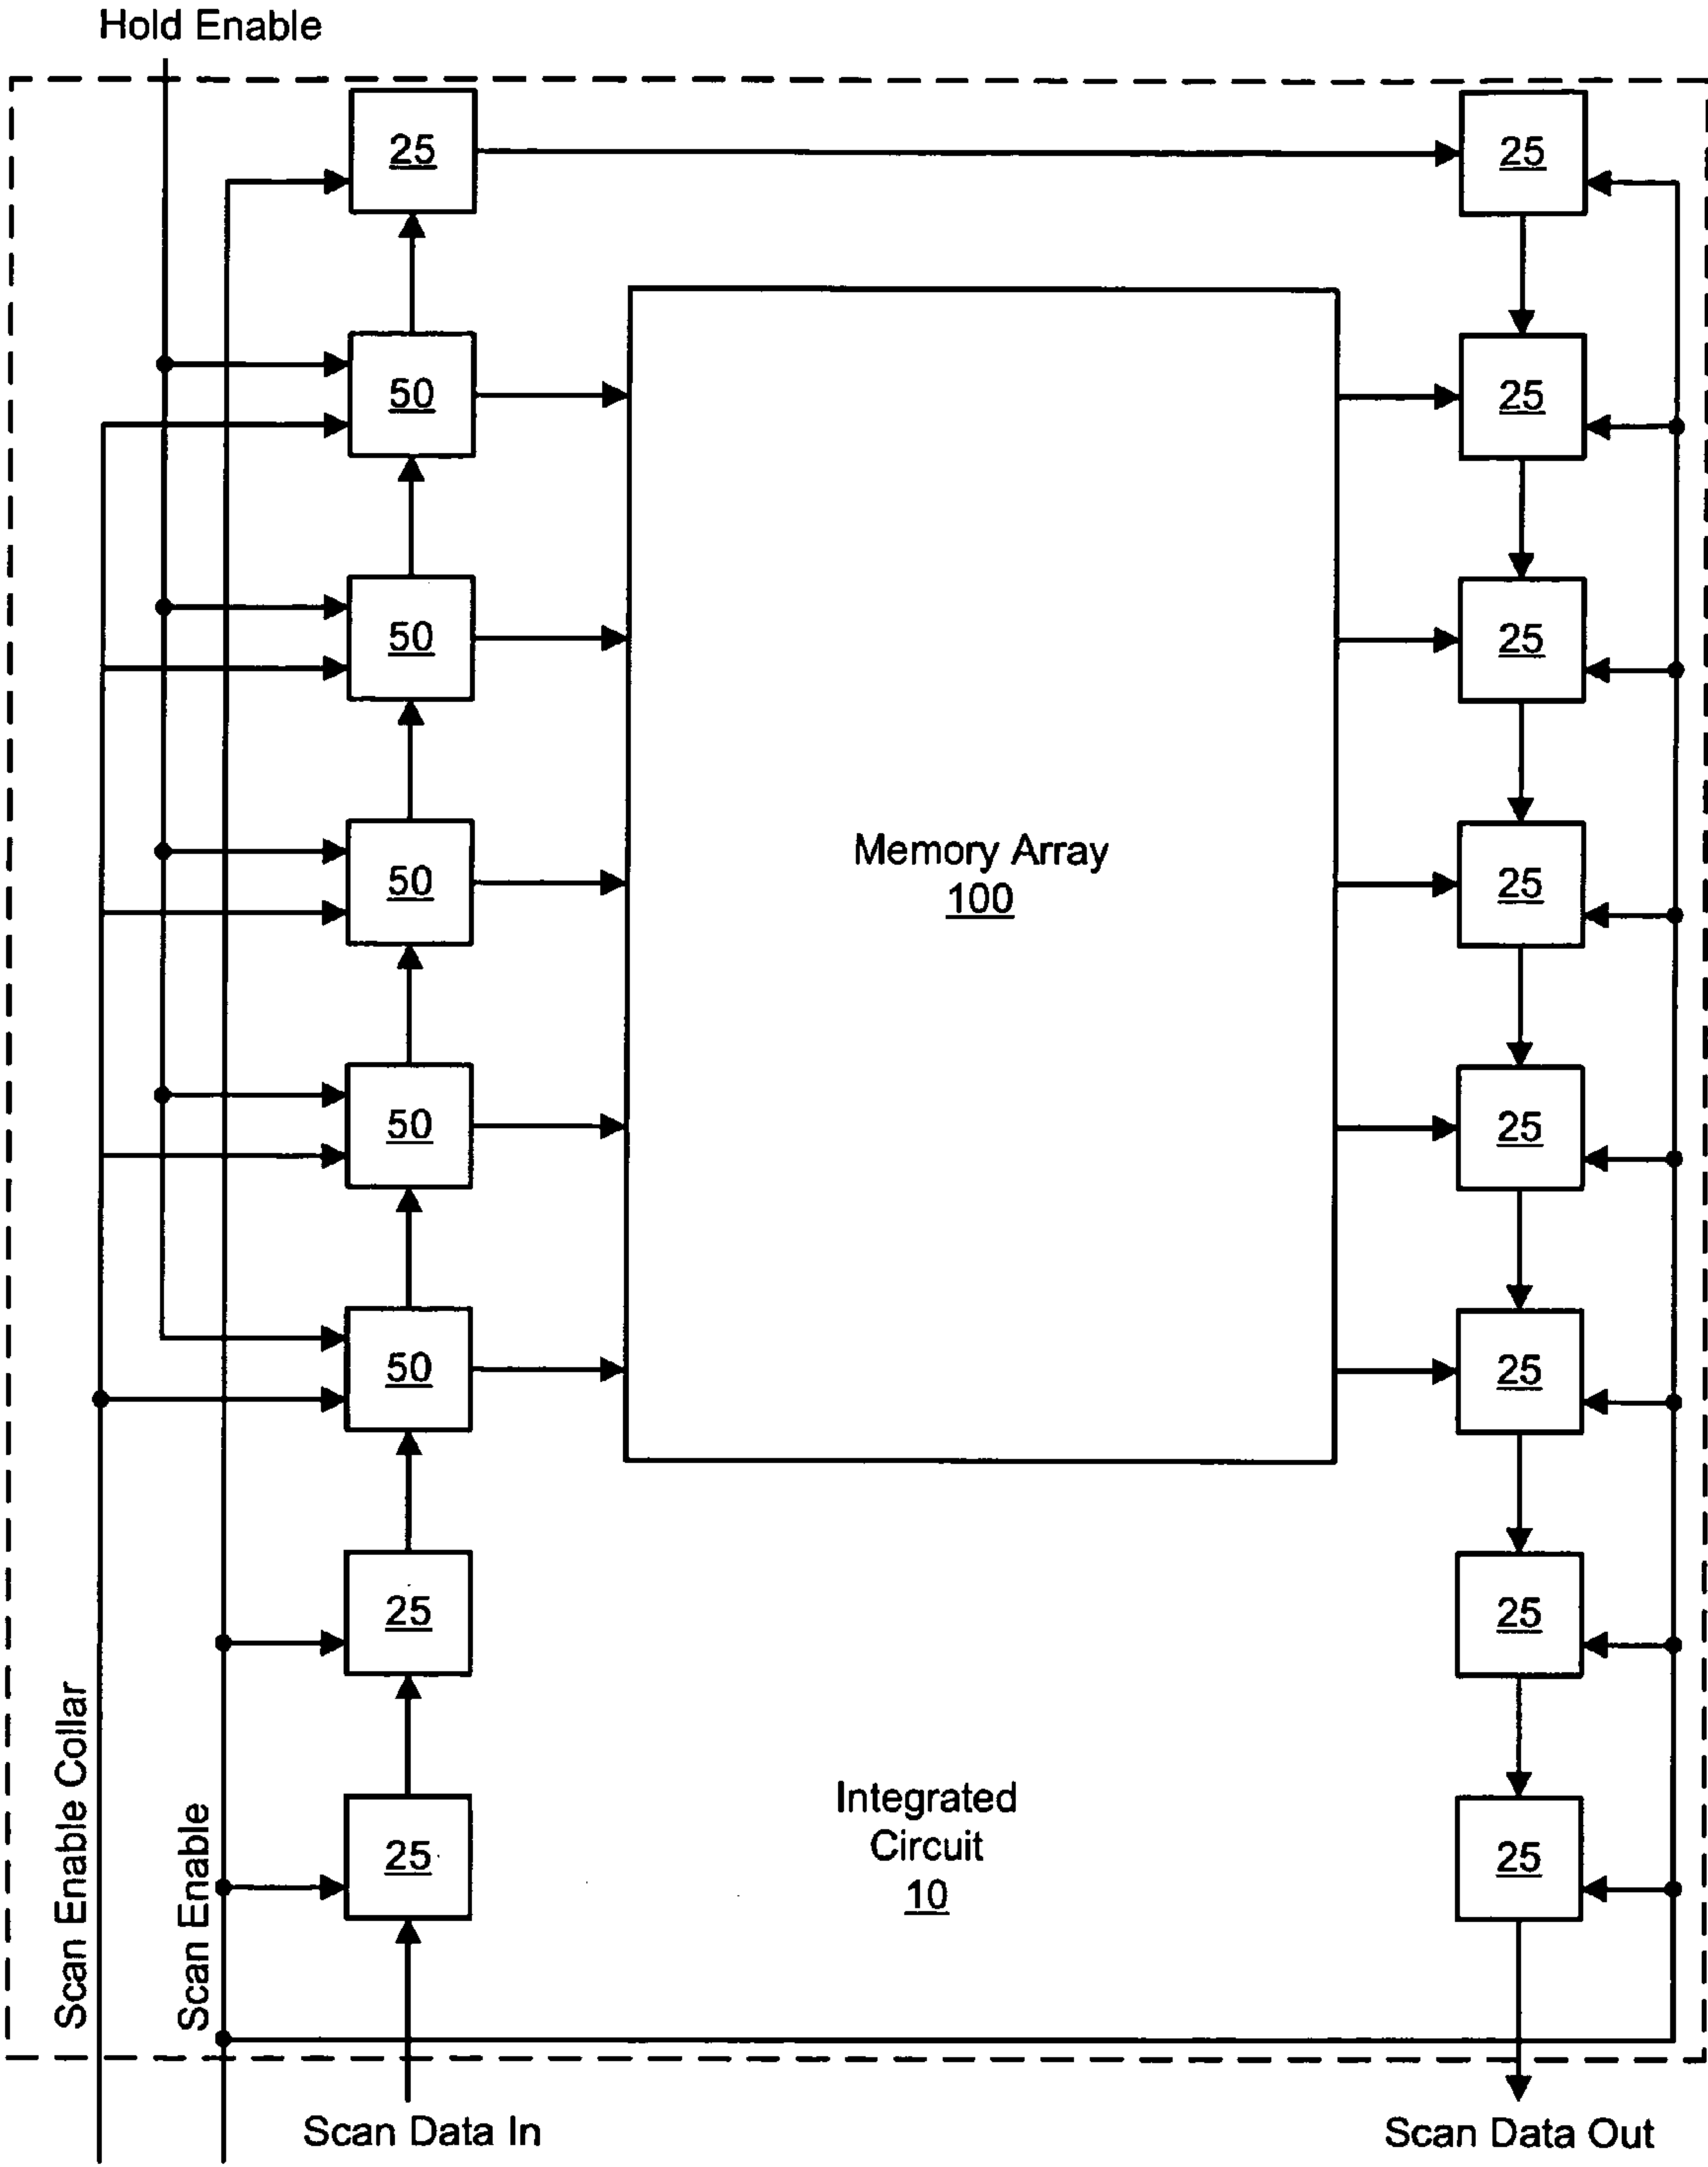 Hold Enable
25
25
50
25
50
25
Memory Array
100
50
25
50
25
50
25
25
25
Scan Enable Collar
Scan Enable
Integrated
Circuit
10
25
25
Scan Data In
Scan Data Out